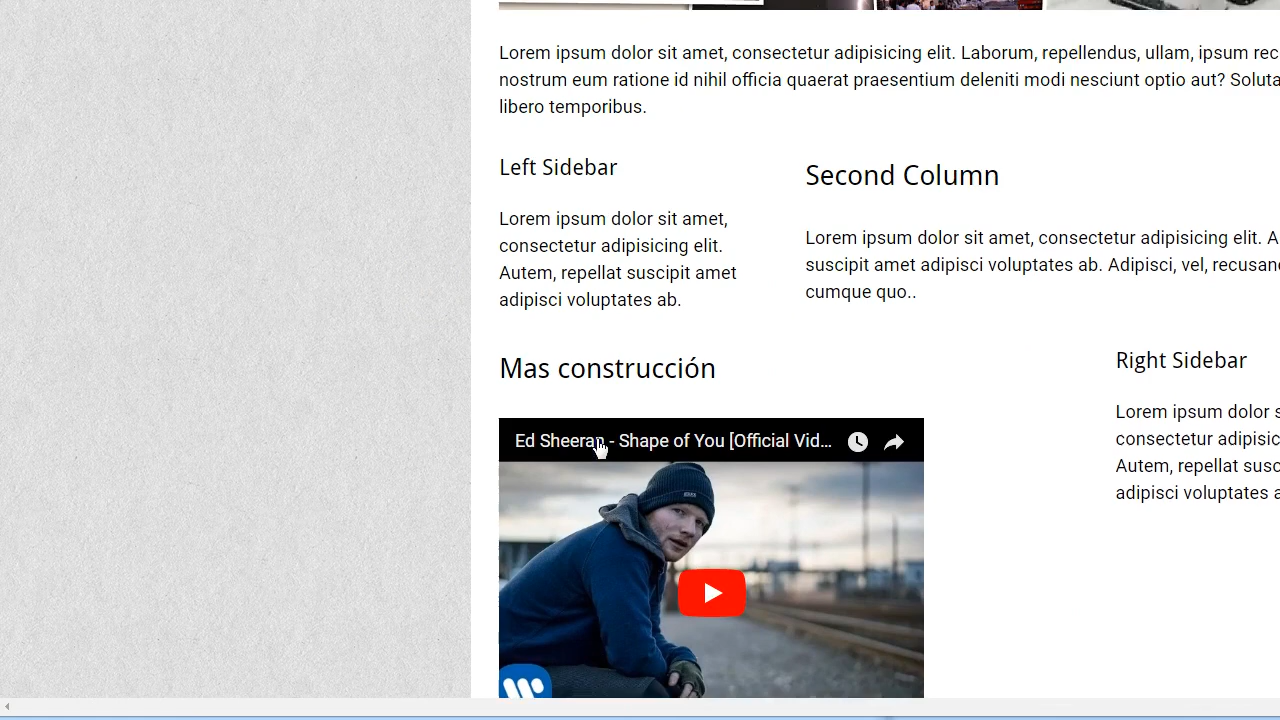 Lorem ipsum dolor sit amet, consectetur adipisicing elit. Laborum, repellendus, ullam, ipsum rec
nostrum eum ratione id nihil officia quaerat praesentium deleniti modi nesciunt optio aut? Soluta
libero temporibus.
Left Sidebar
Lorem ipsum dolor sit amet,
consectetur adipisicing elit.
Autem, repellat suscipit amet
adipisci voluptates ab.
Second Column
Lorem ipsum dolor sit amet, consectetur adipisicing elit. A
suscipit amet adipisci voluptates ab. Adipisci, vel, recusan
cumque quo..
Mas construcción
Ed Sheeran - Shape of You [Official Vid...
Right Sidebar
Lorem ipsum dolor s
consectetur adipisic
Autem, repellat susc
adipisci voluptates a